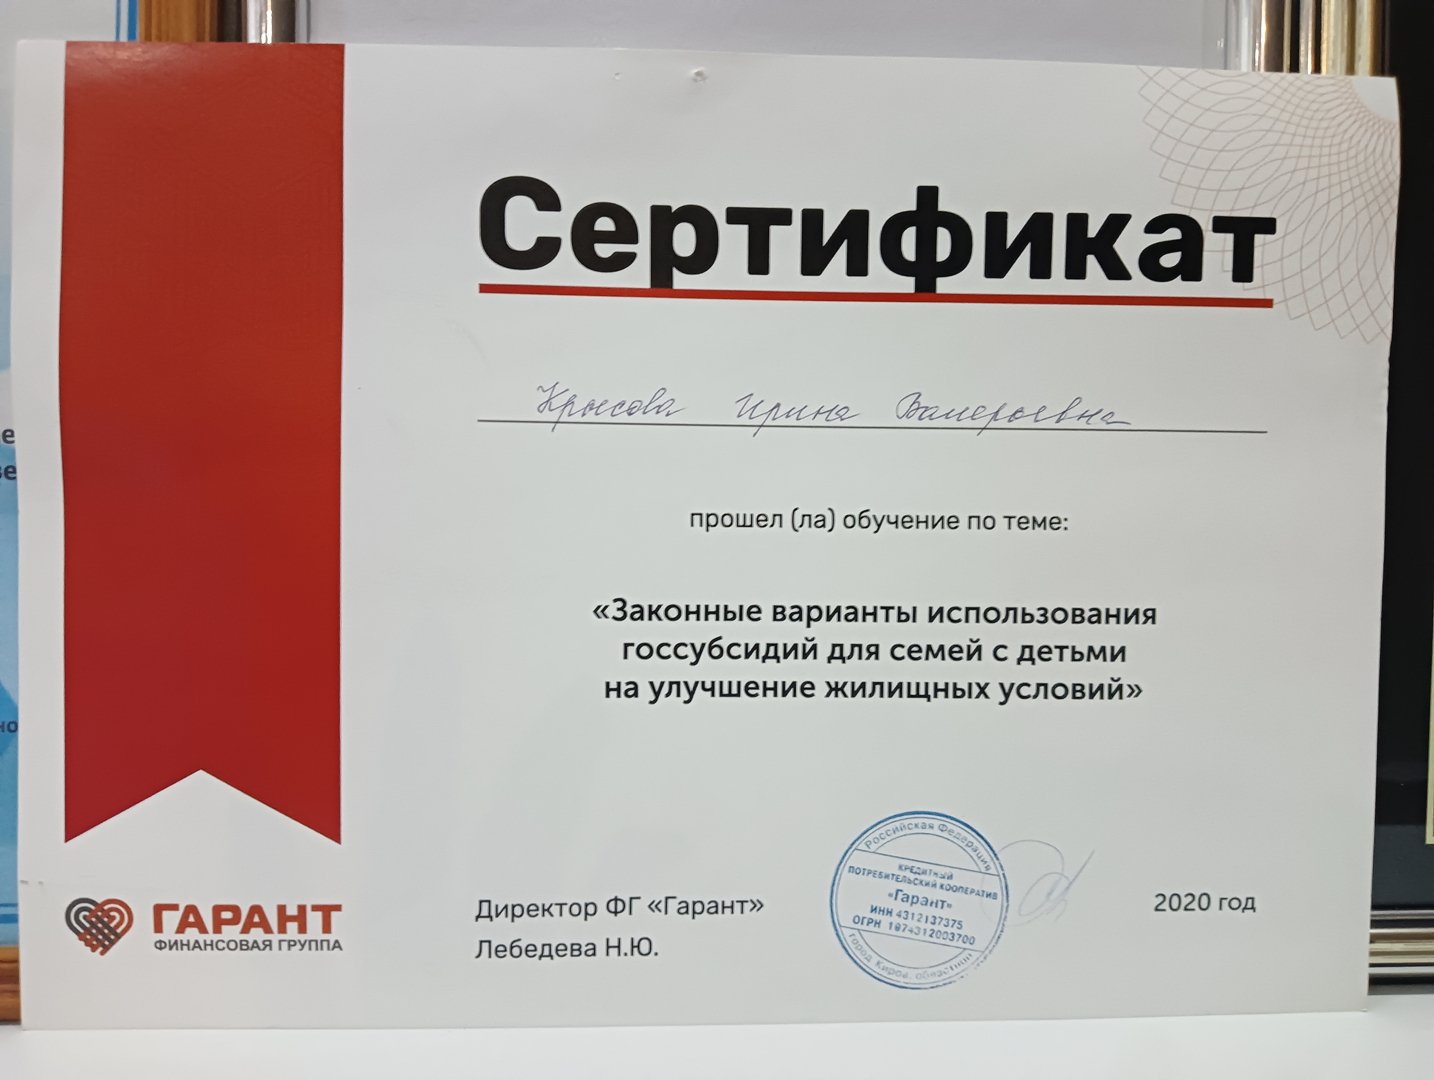 Сертификат
Крысова Ирина Валерьевна
прошел (ла) обучение по теме:
«Законные варианты использования
госсубсидий для семей с детьми
на улучшение жилищных условий»
ГАРАНТ
ФИНАНСОВАЯ ГРУППА
Директор ФГ «Гарант»
Лебедева Н.Ю.
Российская Федерация
КРЕДИТНЫЙ
ПОТРЕБИТЕЛЬСКИЙ КООПЕРАТИВ
«Гарант»
ИНН 4312137375
ОГРН 1074312003700
город Киров,
2020 год